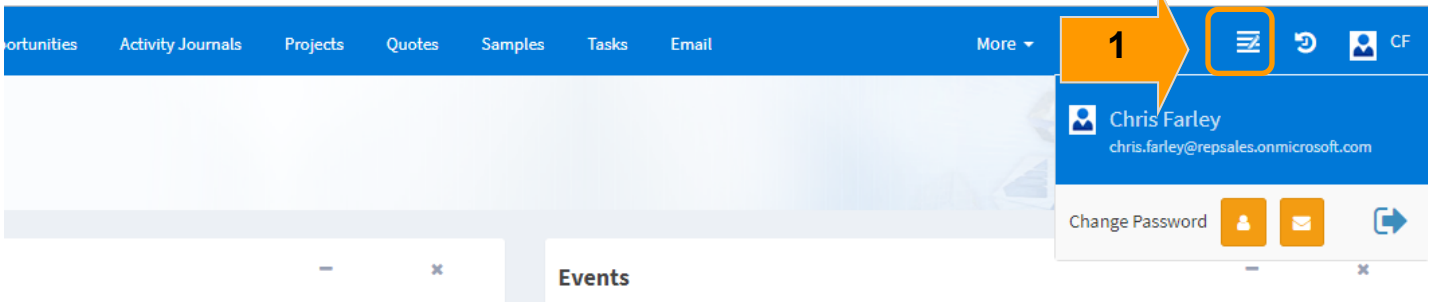 ortunities Activity Journals Projects Quotes Samples Tasks Email More 1 CF
Chris Farley
chris.farley@repsales.onmicrosoft.com
Change Password
Events